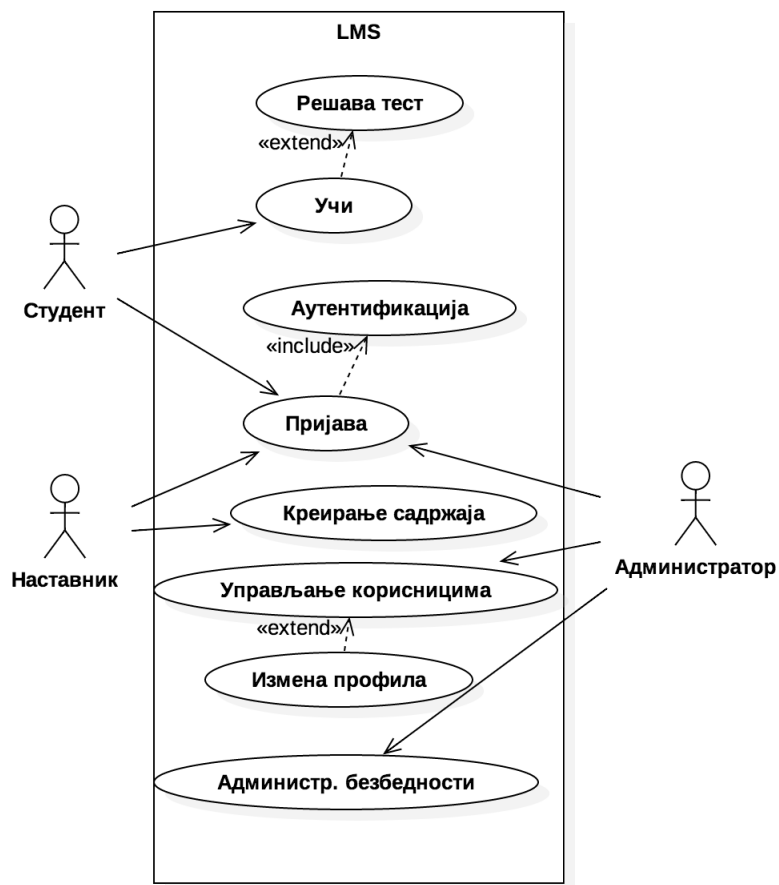 LMS
Решава тест
«extend»
Учи
Студент
Аутентификација
«include»
Пријава
Наставник
Креирање садржаја
Администратор
Управљање корисницима
«extend»
Измена профила
Администр. безбедности